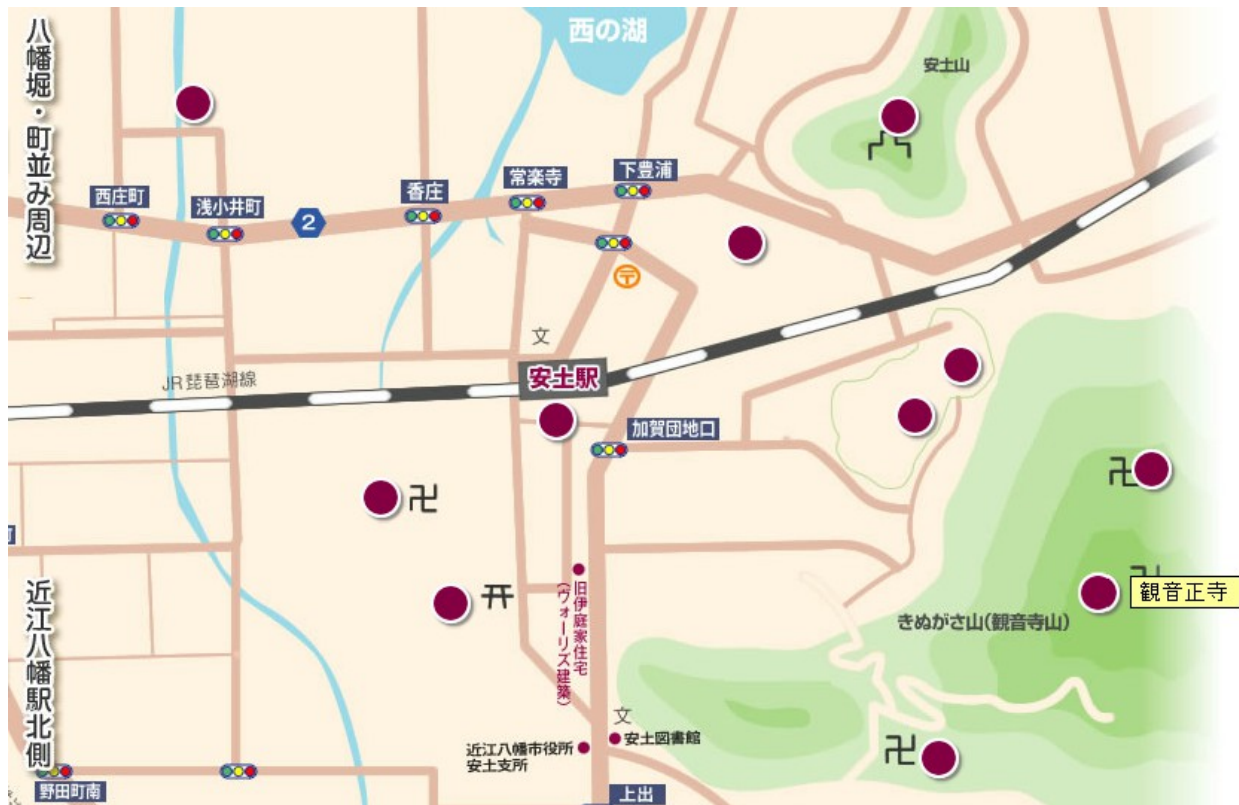 八幡堀・町並み周辺
西の湖
安土山
西庄町
浅小井町
2
香庄
常楽寺
下豊浦
〒
文
安土駅
JR琵琶湖線
加賀団地口
卍
卍
旧伊庭家住宅
(ヴォーリズ建築)
観音正寺
きぬがさ山(観音寺山)
近江八幡駅北側
文
安土図書館
近江八幡市役所
安土支所
卍
野田町南
上出